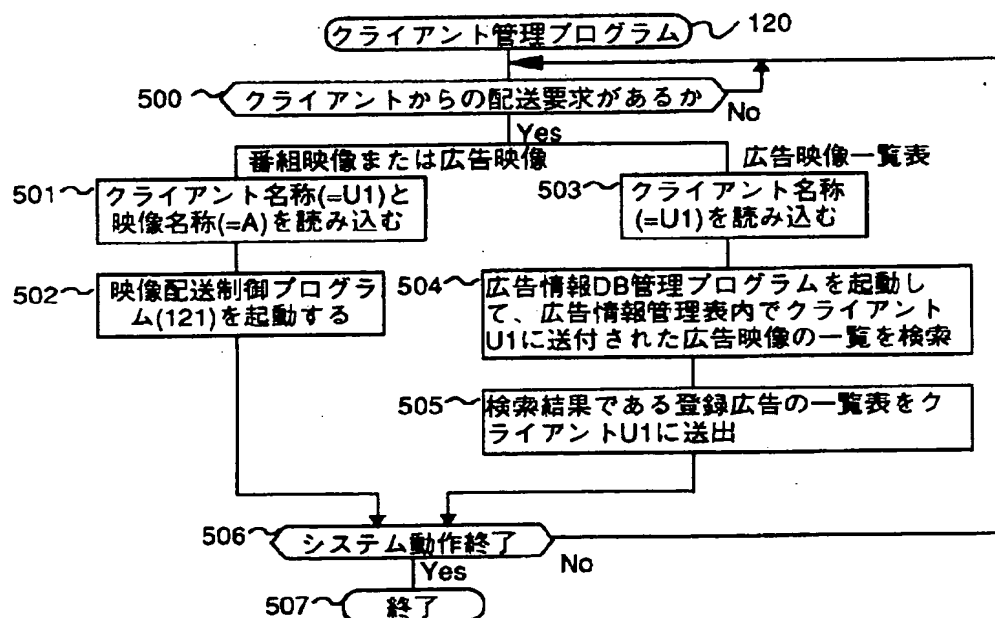 クライアント管理プログラム
120
500
クライアントからの配送要求があるか
No
Yes
番組映像または広告映像
広告映像一覧表
501
クライアント名称(=U1)と
映像名称(=A)を読み込む
503
クライアント名称
(=U1)を読み込む
502
映像配送制御プログラ
ム(121)を起動する
504
広告情報DB管理プログラムを起動し
て、広告情報管理表内でクライアント
U1に送付された広告映像の一覧を検索
505
検索結果である登録広告の一覧表をク
ライアントU1に送出
506
システム動作終了
No
Yes
507
終了